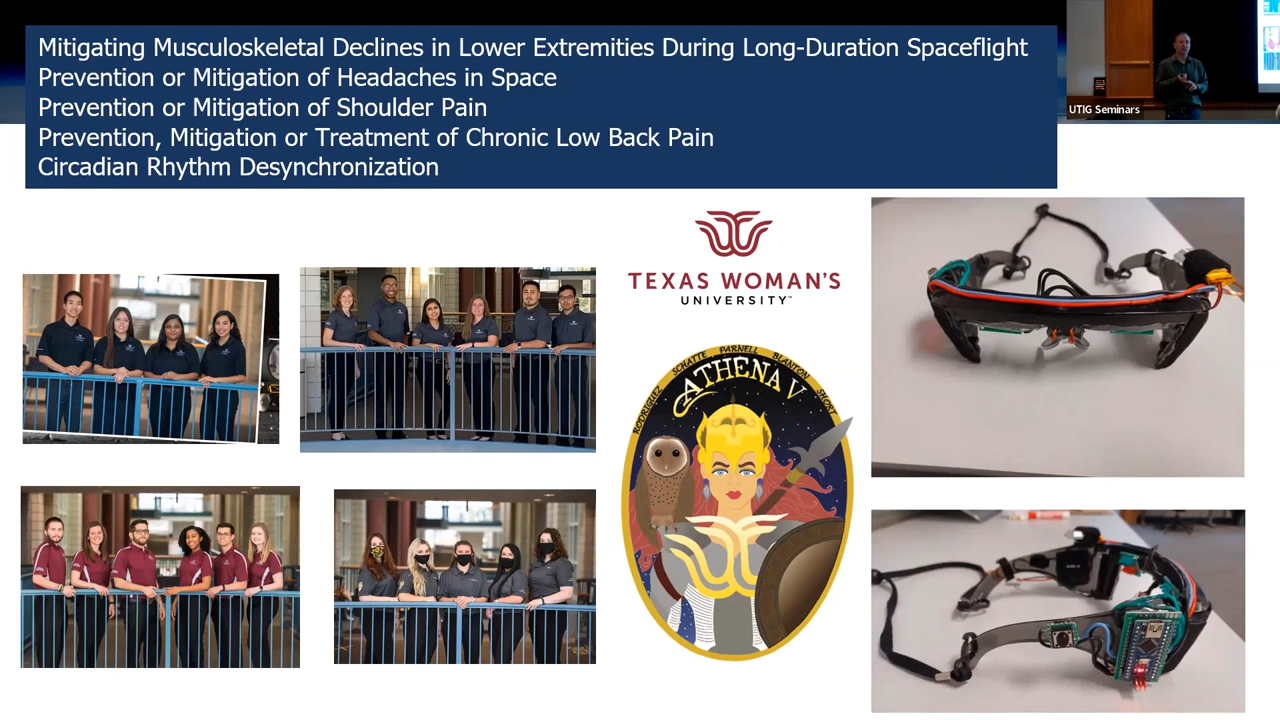 Mitigating Musculoskeletal Declines in Lower Extremities During Long-Duration Spaceflight
Prevention or Mitigation of Headaches in Space
Prevention or Mitigation of Shoulder Pain
Prevention, Mitigation or Treatment of Chronic Low Back Pain
Circadian Rhythm Desynchronization
UTIG Seminars
TEXAS WOMAN'S
UNIVERSITY
RODRIGUEZ SCHATTE PARNELL BLANTON SHORT
ATHENA V